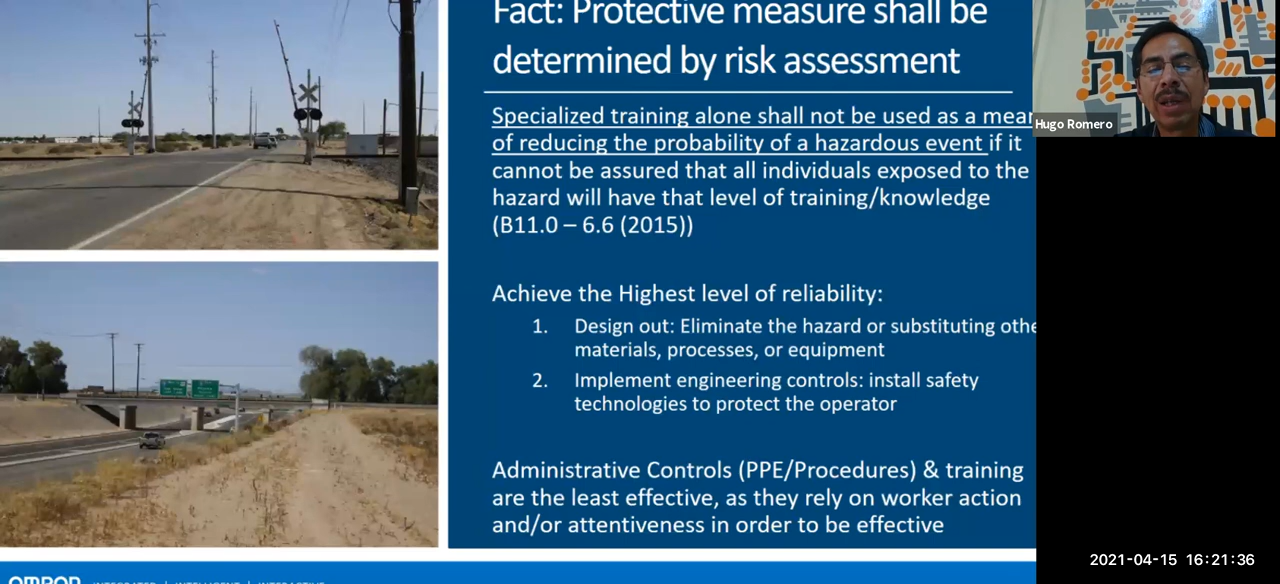 Fact: Protective measure shall be
determined by risk assessment
Specialized training alone shall not be used as a mean
of reducing the probability of a hazardous event if it
cannot be assured that all individuals exposed to the
hazard will have that level of training/knowledge
(B11.0 – 6.6 (2015))
Achieve the Highest level of reliability:
1. Design out: Eliminate the hazard or substituting othe
materials, processes, or equipment
2. Implement engineering controls: install safety
technologies to protect the operator
Administrative Controls (PPE/Procedures) & training
are the least effective, as they rely on worker action
and/or attentiveness in order to be effective
Hugo Romero
OMRON INTEGRATED | INTELLIGENT | INTERACTIVE
2021-04-15 16:21:36